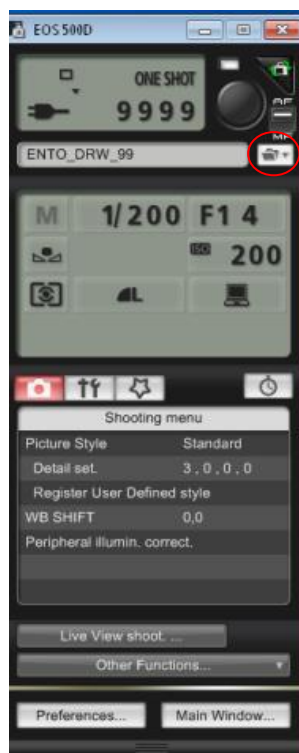 EOS 500D
ONE SHOT
9999
AF
MF
ENTO_DRW_99
M 1/200 F1 4
ISO 200
L
Shooting menu
Picture Style Standard
Detail set. 3 , 0 , 0 , 0
Register User Defined style
WB SHIFT 0,0
Peripheral illumin. correct.
Live View shoot. ...
Other Functions...
Preferences... Main Window...